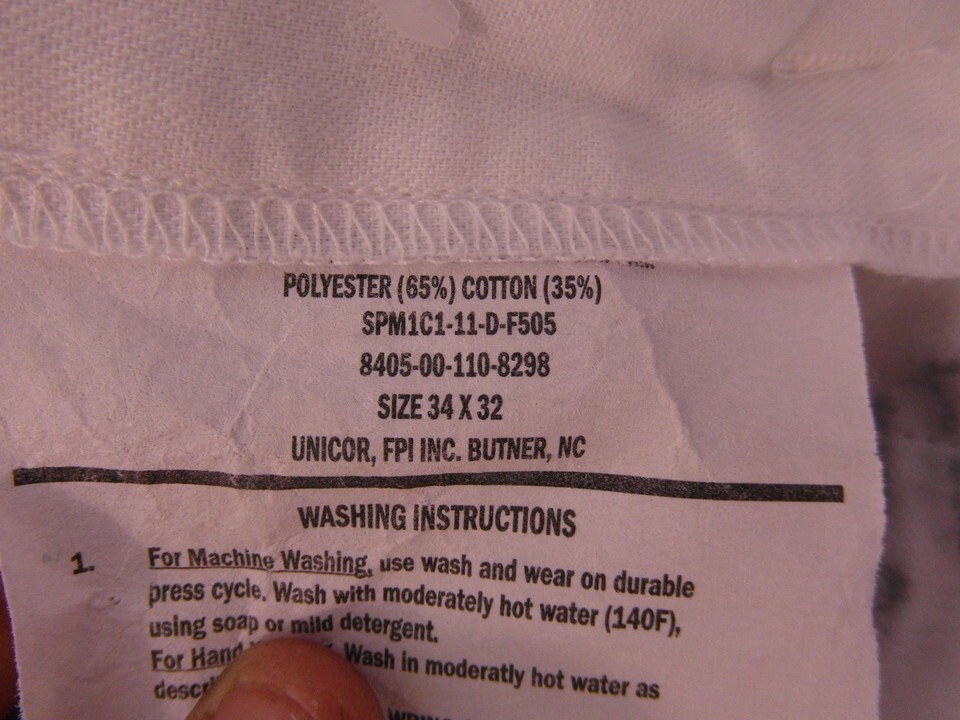 POLYESTER (65%) COTTON (35%)
SPM1C1-11-D-F505
8405-00-110-8298
SIZE 34 X 32
UNICOR, FPI INC. BUTNER, NC
WASHING INSTRUCTIONS
1. For Machine Washing, use wash and wear on durable
press cycle. Wash with moderately hot water (140F),
using soap or mild detergent.
For Hand Wash in moderatly hot water as